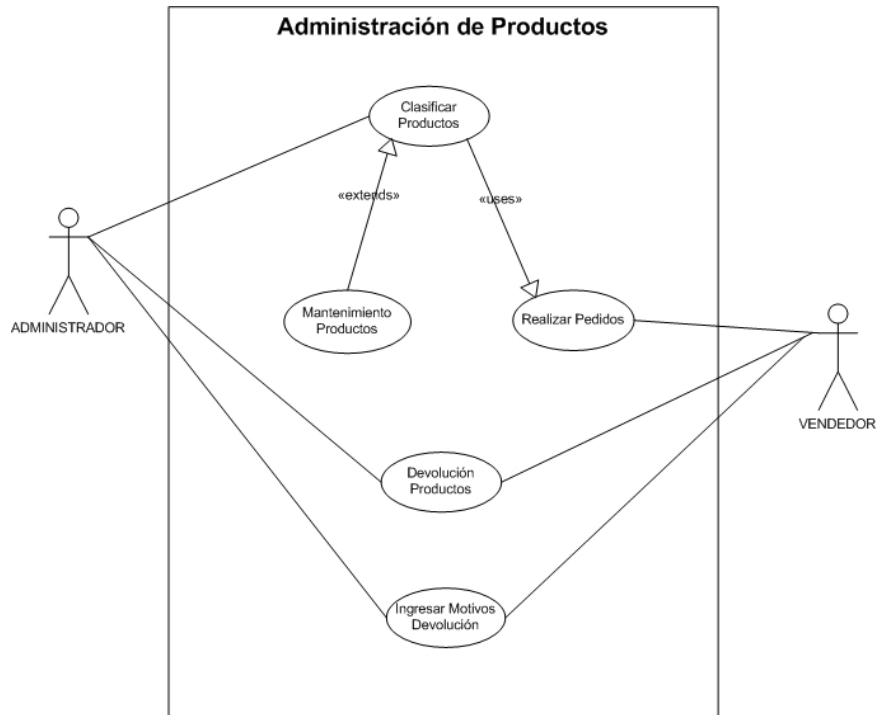 Administración de Productos
Clasificar
Productos
«extends»
«uses»
ADMINISTRADOR
Mantenimiento
Productos
Realizar Pedidos
VENDEDOR
Devolución
Productos
Ingresar Motivos
Devolución